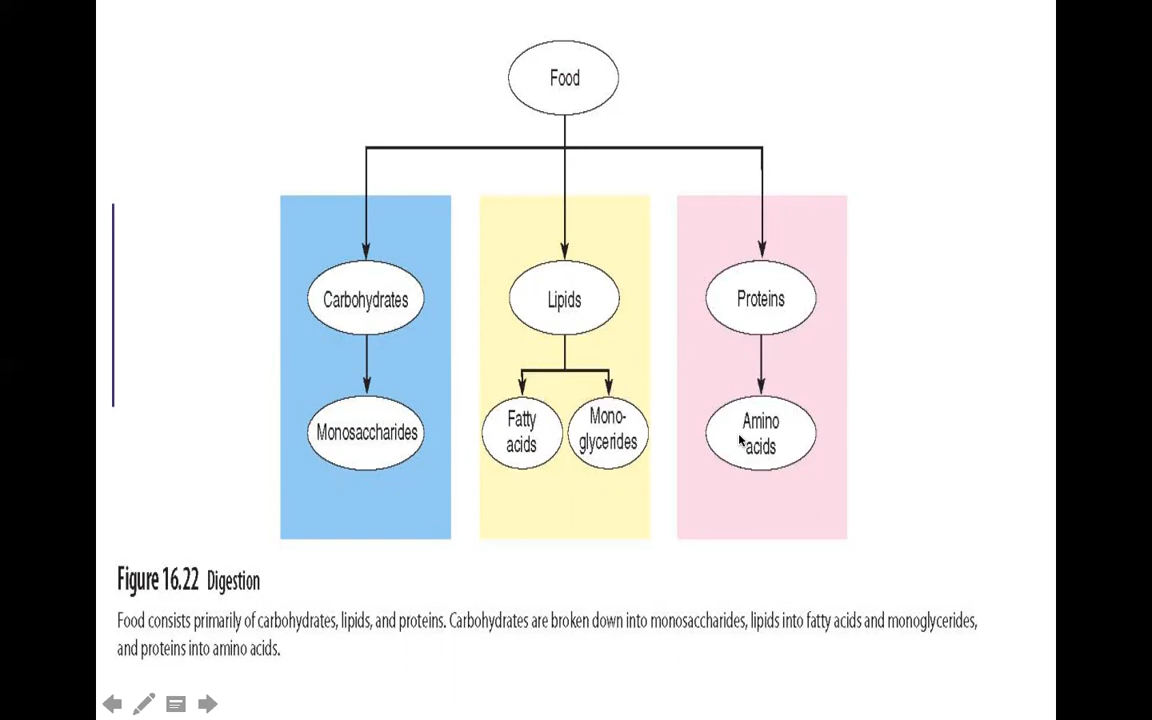 Food
Carbohydrates
Lipids
Proteins
Monosaccharides
Fatty
acids
Mono-
glycerides
Amino
acids
Figure 16.22 Digestion
Food consists primarily of carbohydrates, lipids, and proteins. Carbohydrates are broken down into monosaccharides, lipids into fatty acids and monoglycerides,
and proteins into amino acids.